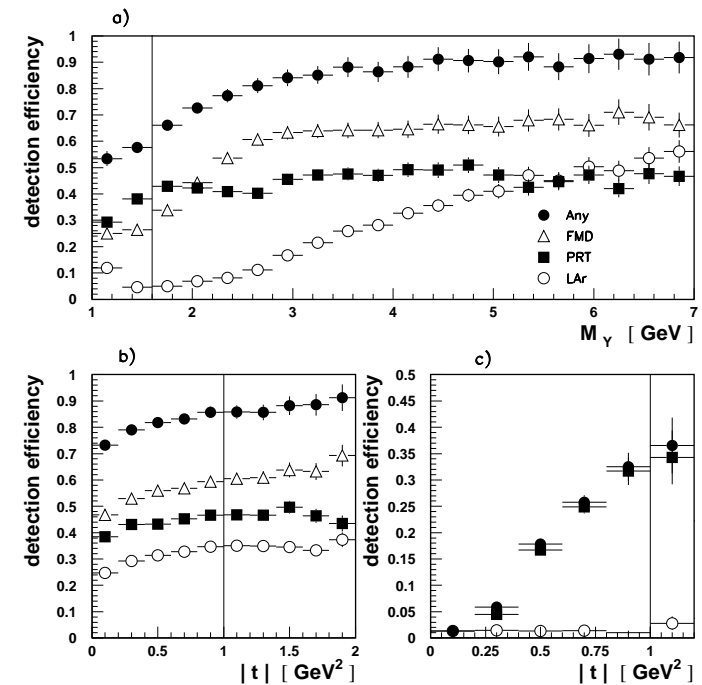 a)
detection efficiency
1
0.9
0.8
0.7
0.6
0.5
0.4
0.3
0.2
0.1
0
Any
FMD
PRT
LAr
1 2 3 4 5 6 7
M_Y [ GeV ]
b)
detection efficiency
1
0.9
0.8
0.7
0.6
0.5
0.4
0.3
0.2
0.1
0
0 0.5 1 1.5 2
| t | [ GeV² ]
c)
detection efficiency
0.5
0.45
0.4
0.35
0.3
0.25
0.2
0.15
0.1
0.05
0
0 0.25 0.5 0.75 1
| t | [ GeV² ]